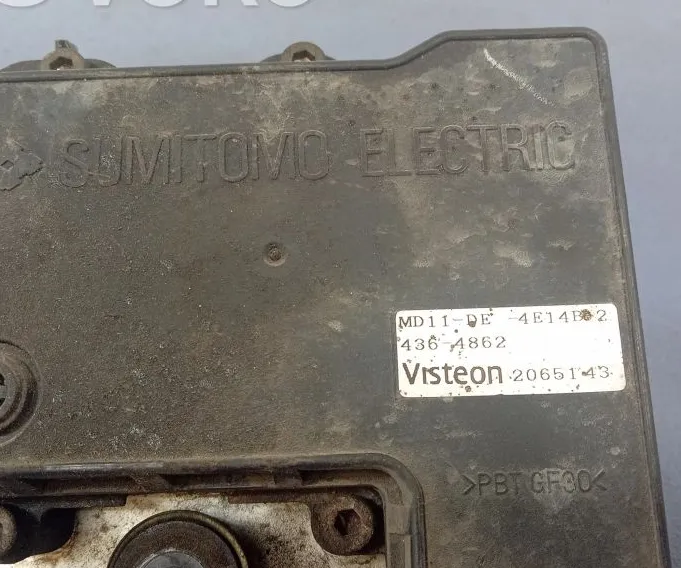 SUMITOMO ELECTRIC
MD11-DE -4E14B 2
436-4862
Visteon 2065143
>PBT GF30<